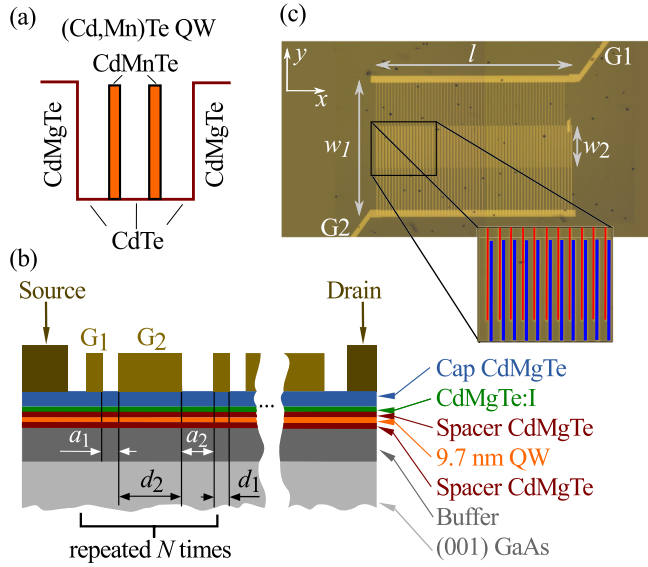 (a)
(Cd,Mn)Te QW
CdMnTe
CdMgTe
CdMgTe
CdTe
(b)
Source
Drain
G1
G2
a1
a2
d2
d1
...
repeated N times
Cap CdMgTe
CdMgTe:I
Spacer CdMgTe
9.7 nm QW
Spacer CdMgTe
Buffer
(001) GaAs
(c)
y
x
l
G1
w1
w2
G2